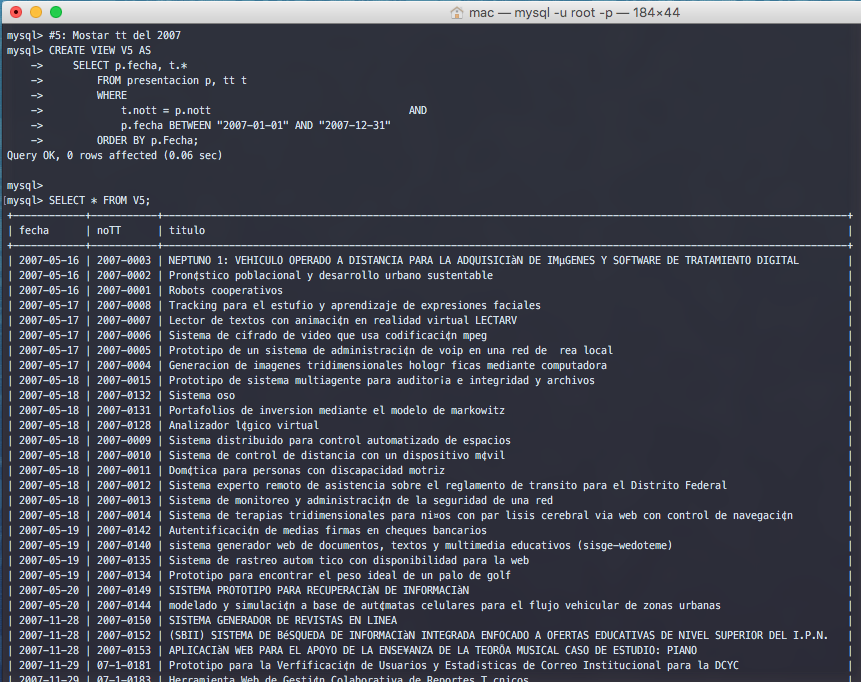 mac — mysql -u root -p — 184×44
mysql> #5: Mostar tt del 2007
mysql> CREATE VIEW V5 AS
    ->     SELECT p.fecha, t.*
    ->         FROM presentacion p, tt t
    ->         WHERE
    ->             t.nott = p.nott                                 AND
    ->             p.fecha BETWEEN "2007-01-01" AND "2007-12-31"
    ->         ORDER BY p.Fecha;
Query OK, 0 rows affected (0.06 sec)
mysql>
[mysql> SELECT * FROM V5;
| fecha      | noTT      | titulo |
| 2007-05-16 | 2007-0003 | NEPTUNO 1: VEHICULO OPERADO A DISTANCIA PARA LA ADQUISICIàN DE IMµGENES Y SOFTWARE DE TRATAMIENTO DIGITAL |
| 2007-05-16 | 2007-0002 | Pron¢stico poblacional y desarrollo urbano sustentable |
| 2007-05-16 | 2007-0001 | Robots cooperativos |
| 2007-05-17 | 2007-0008 | Tracking para el estufio y aprendizaje de expresiones faciales |
| 2007-05-17 | 2007-0007 | Lector de textos con animaci¢n en realidad virtual LECTARV |
| 2007-05-17 | 2007-0006 | Sistema de cifrado de video que usa codificaci¢n mpeg |
| 2007-05-17 | 2007-0005 | Prototipo de un sistema de administraci¢n de voip en una red de  rea local |
| 2007-05-17 | 2007-0004 | Generacion de imagenes tridimensionales hologr ficas mediante computadora |
| 2007-05-18 | 2007-0015 | Prototipo de sistema multiagente para auditor¡a e integridad y archivos |
| 2007-05-18 | 2007-0132 | Sistema oso |
| 2007-05-18 | 2007-0131 | Portafolios de inversion mediante el modelo de markowitz |
| 2007-05-18 | 2007-0128 | Analizador l¢gico virtual |
| 2007-05-18 | 2007-0009 | Sistema distribuido para control automatizado de espacios |
| 2007-05-18 | 2007-0010 | Sistema de control de distancia con un dispositivo m¢vil |
| 2007-05-18 | 2007-0011 | Dom¢tica para personas con discapacidad motriz |
| 2007-05-18 | 2007-0012 | Sistema experto remoto de asistencia sobre el reglamento de transito para el Distrito Federal |
| 2007-05-18 | 2007-0013 | Sistema de monitoreo y administraci¢n de la seguridad de una red |
| 2007-05-18 | 2007-0014 | Sistema de terapias tridimensionales para ni¤os con par lisis cerebral via web con control de navegaci¢n |
| 2007-05-19 | 2007-0142 | Autentificaci¢n de medias firmas en cheques bancarios |
| 2007-05-19 | 2007-0140 | sistema generador web de documentos, textos y multimedia educativos (sisge-wedoteme) |
| 2007-05-19 | 2007-0135 | Sistema de rastreo autom tico con disponibilidad para la web |
| 2007-05-19 | 2007-0134 | Prototipo para encontrar el peso ideal de un palo de golf |
| 2007-05-20 | 2007-0149 | SISTEMA PROTOTIPO PARA RECUPERACIàN DE INFORMACIàN |
| 2007-05-20 | 2007-0144 | modelado y simulaci¢n a base de aut¢matas celulares para el flujo vehicular de zonas urbanas |
| 2007-11-28 | 2007-0150 | SISTEMA GENERADOR DE REVISTAS EN LINEA |
| 2007-11-28 | 2007-0152 | (SBII) SISTEMA DE BéSQUEDA DE INFORMACIàN INTEGRADA ENFOCADO A OFERTAS EDUCATIVAS DE NIVEL SUPERIOR DEL I.P.N. |
| 2007-11-28 | 2007-0153 | APLICACIàN WEB PARA EL APOYO DE LA ENSE¥ANZA DE LA TEORÖA MUSICAL CASO DE ESTUDIO: PIANO |
| 2007-11-29 | 07-1-0181 | Prototipo para la Verfificaci¢n de Usuarios y Estad¡sticas de Correo Institucional para la DCYC |
| 2007-11-29 | 07-1-0183 | Herramienta Web de Gesti¢n Colaborativa de Reportes T cnicos |